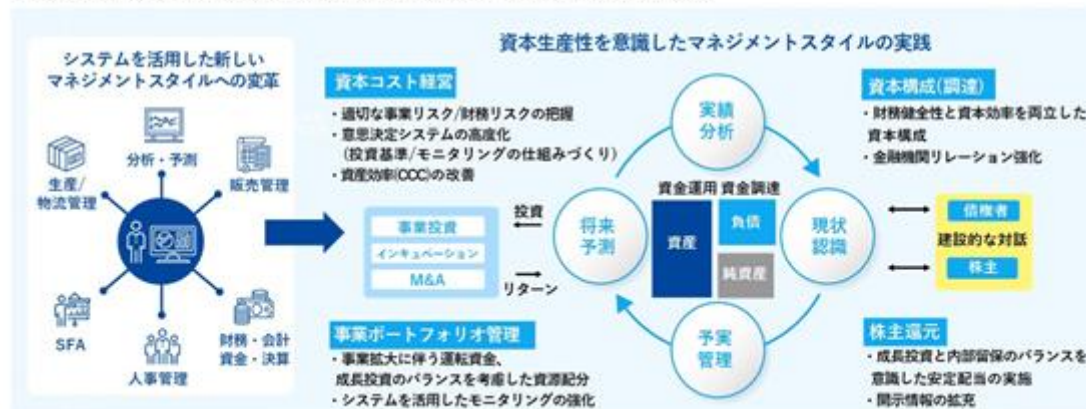 システムを活用した新しい
マネジメントスタイルへの変革
分析・予測
生産/
物流管理
販売管理
SFA
人事管理
財務・会計
資金・決算
資本生産性を意識したマネジメントスタイルの実践
資本コスト経営
・適切な事業リスク/財務リスクの把握
・意思決定システムの高度化
(投資基準/モニタリングの仕組みづくり)
・資産効率(CCC)の改善
事業投資
インキュベーション
M&A
投資
リターン
事業ポートフォリオ管理
・事業拡大に伴う運転資金、
成長投資のバランスを考慮した資源配分
・システムを活用したモニタリングの強化
実績
分析
将来
予測
現状
認識
予実
管理
資金運用 資金調達
資産
負債
純資産
資本構成(調達)
・財務健全性と資本効率を両立した
資本構成
・金融機関リレーション強化
債権者
建設的な対話
株主
株主還元
・成長投資と内部留保のバランスを
意識した安定配当の実施
・開示情報の拡充